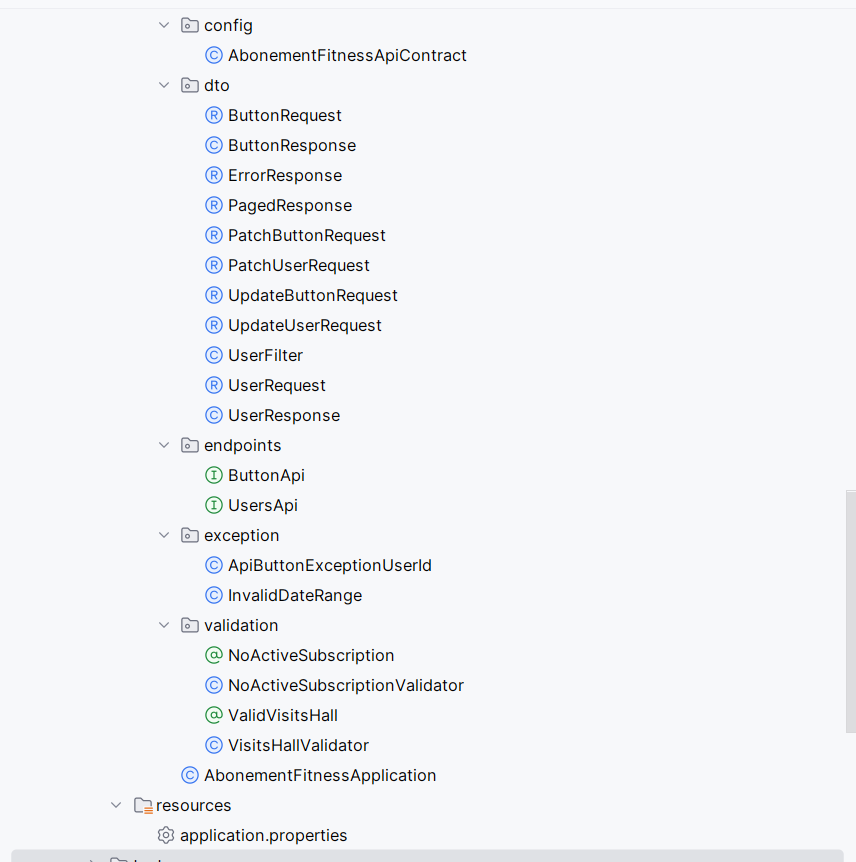 config
AbonementFitnessApiContract
dto
ButtonRequest
ButtonResponse
ErrorResponse
PagedResponse
PatchButtonRequest
PatchUserRequest
UpdateButtonRequest
UpdateUserRequest
UserFilter
UserRequest
UserResponse
endpoints
ButtonApi
UsersApi
exception
ApiButtonExceptionUserId
InvalidDateRange
validation
NoActiveSubscription
NoActiveSubscriptionValidator
ValidVisitsHall
VisitsHallValidator
AbonementFitnessApplication
resources
application.properties